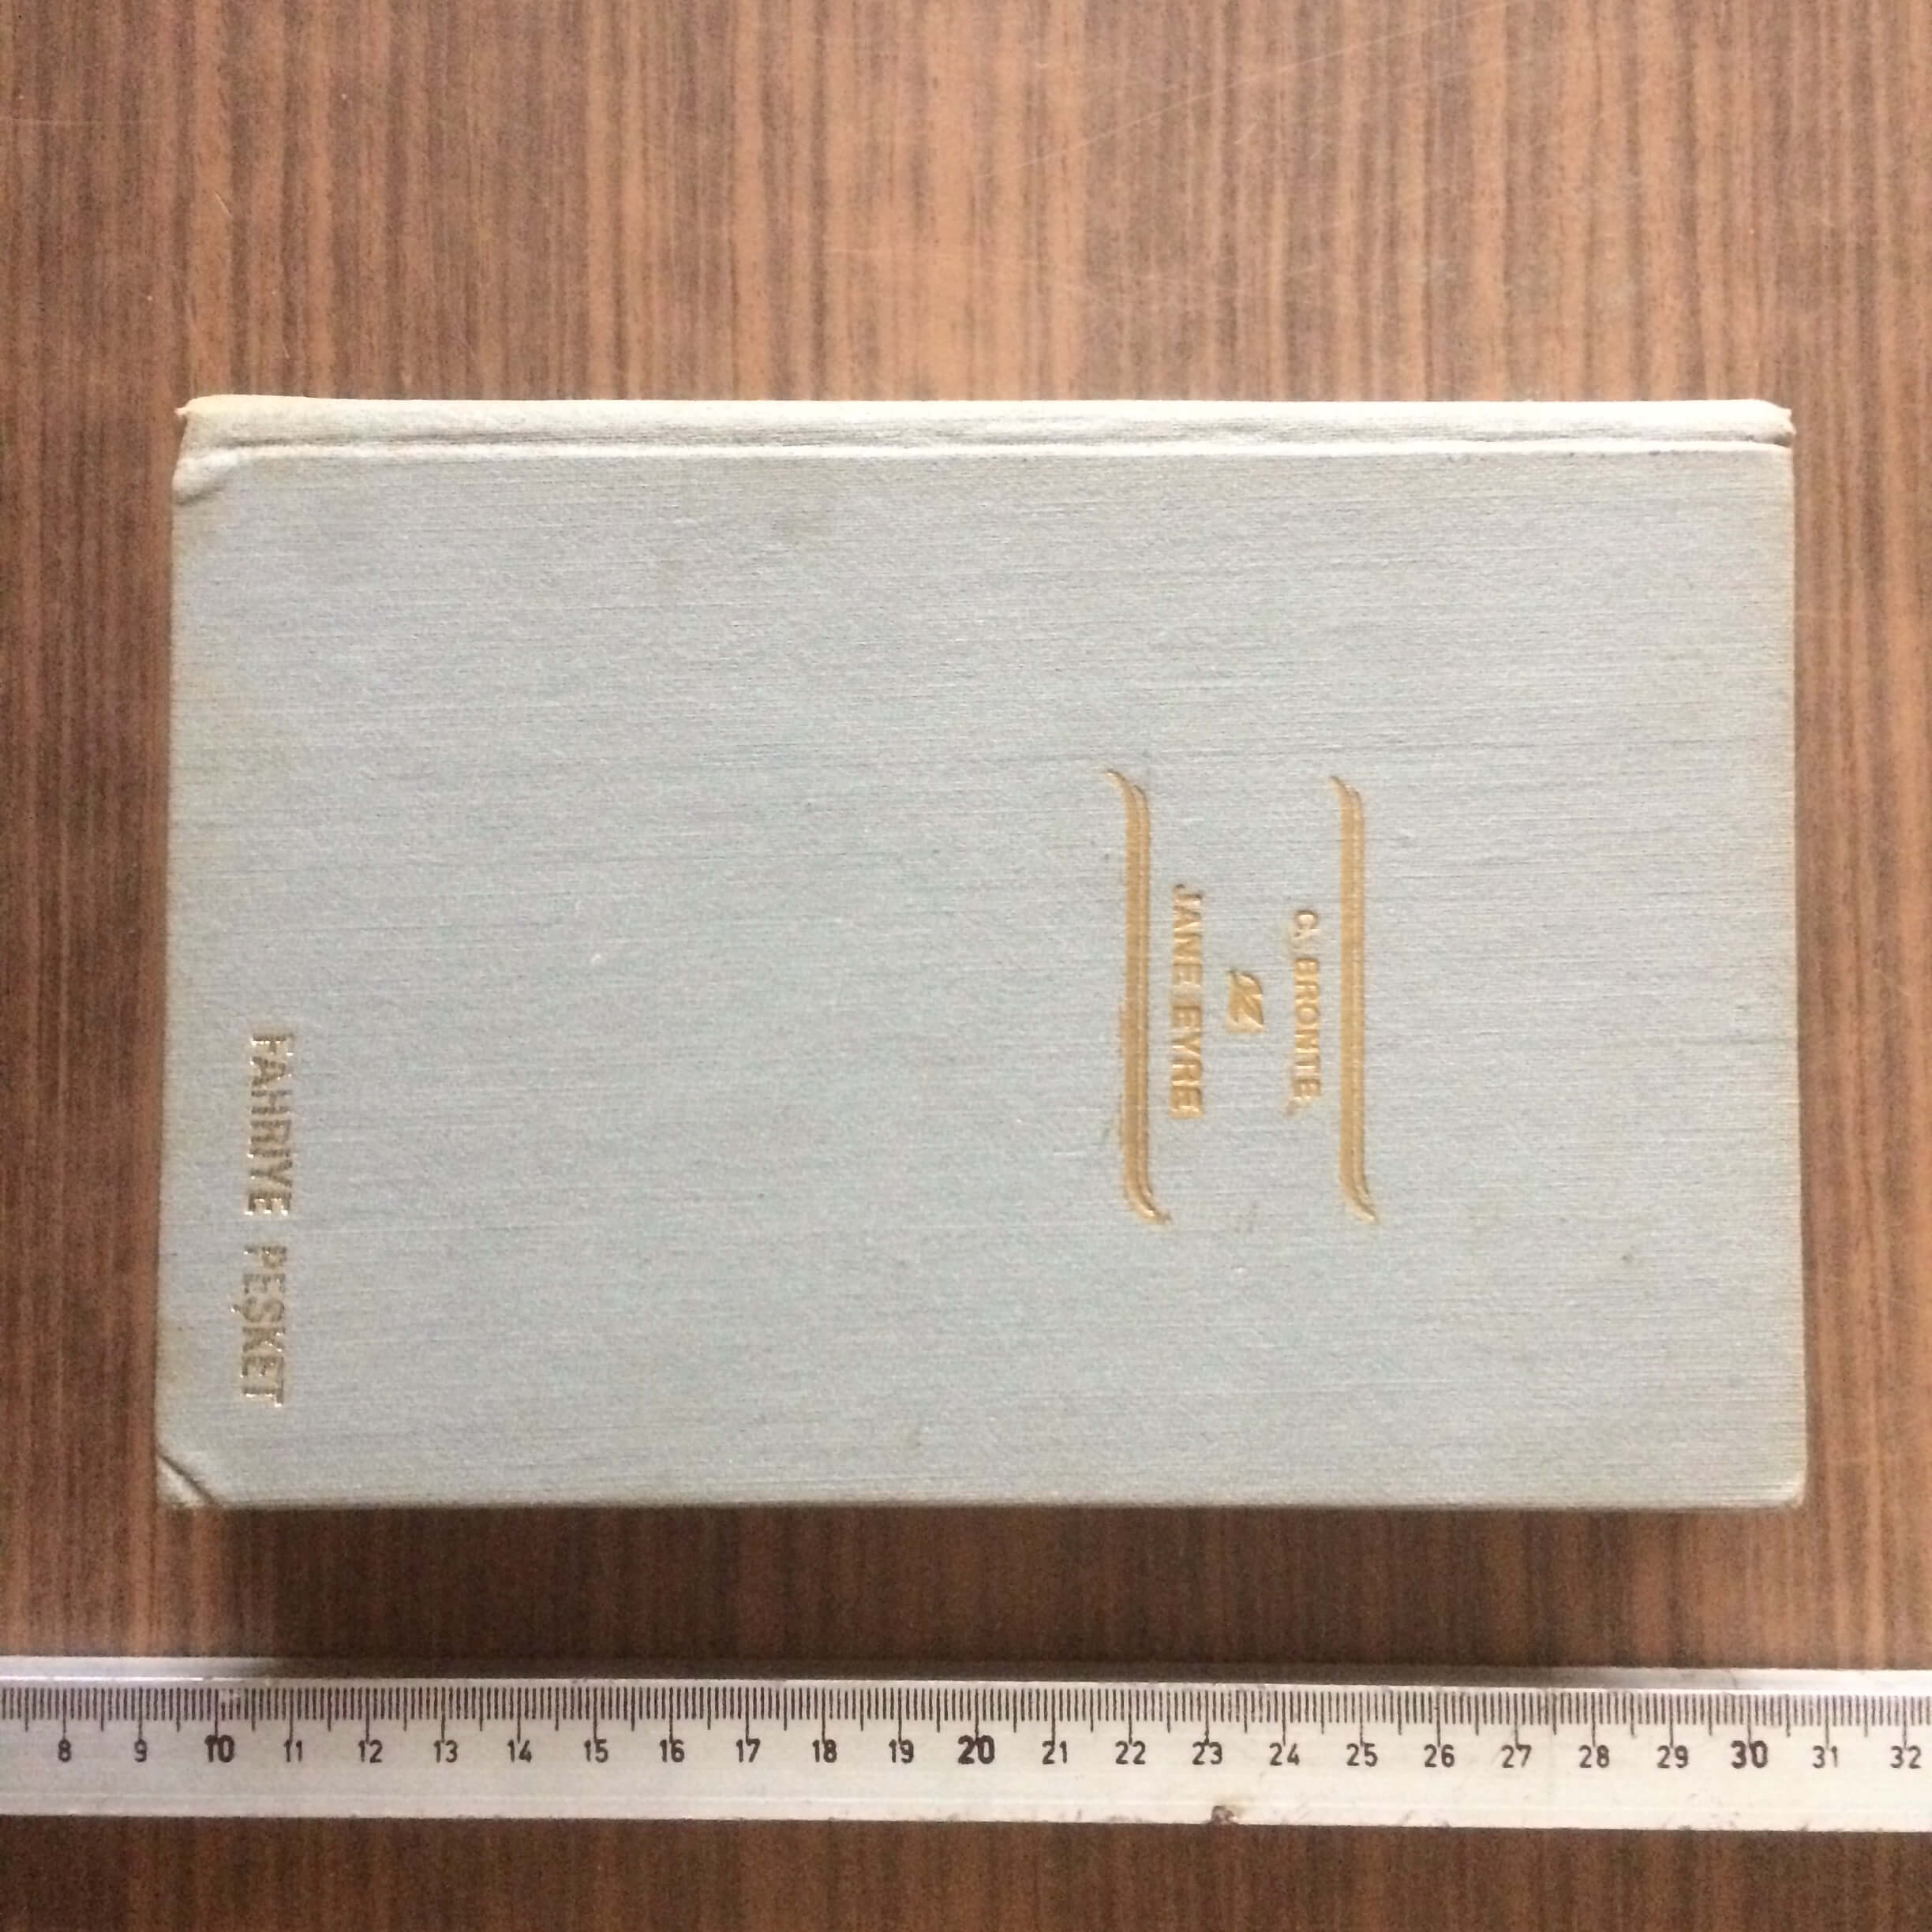 C. BRONTE
JANE EYRE
FAHRİYE PEŞKET
8 9 10 11 12 13 14 15 16 17 18 19 20 21 22 23 24 25 26 27 28 29 30 31 32